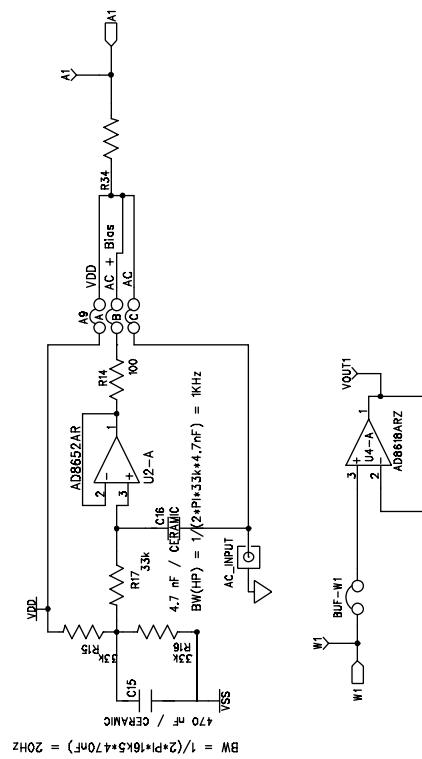 A1
A1
R34
VDD
AC + Bias
AC
A9
A
B
C
R14
100
AD8652AR
2
-
3
+
1
U2-A
VDD
R17
33k
C16
4.7 nF / CERAMIC
BW(HP) = 1/(2*PI*33k*4.7nF) = 1KHz
AC_INPUT
R15
33k
R16
33k
C15
470 nF / CERAMIC
VSS
BW = 1/(2*PI*16k5*470nF) = 20Hz
VOUT1
1
U4-A
AD8618ARZ
3
+
2
-
BUF-W1
W1
W1